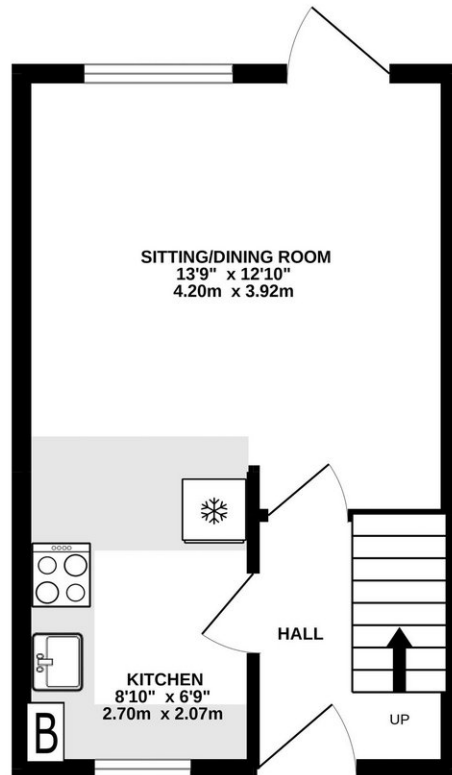 SITTING/DINING ROOM
13'9" x 12'10"
4.20m x 3.92m
HALL
KITCHEN
8'10" x 6'9"
2.70m x 2.07m
UP
B